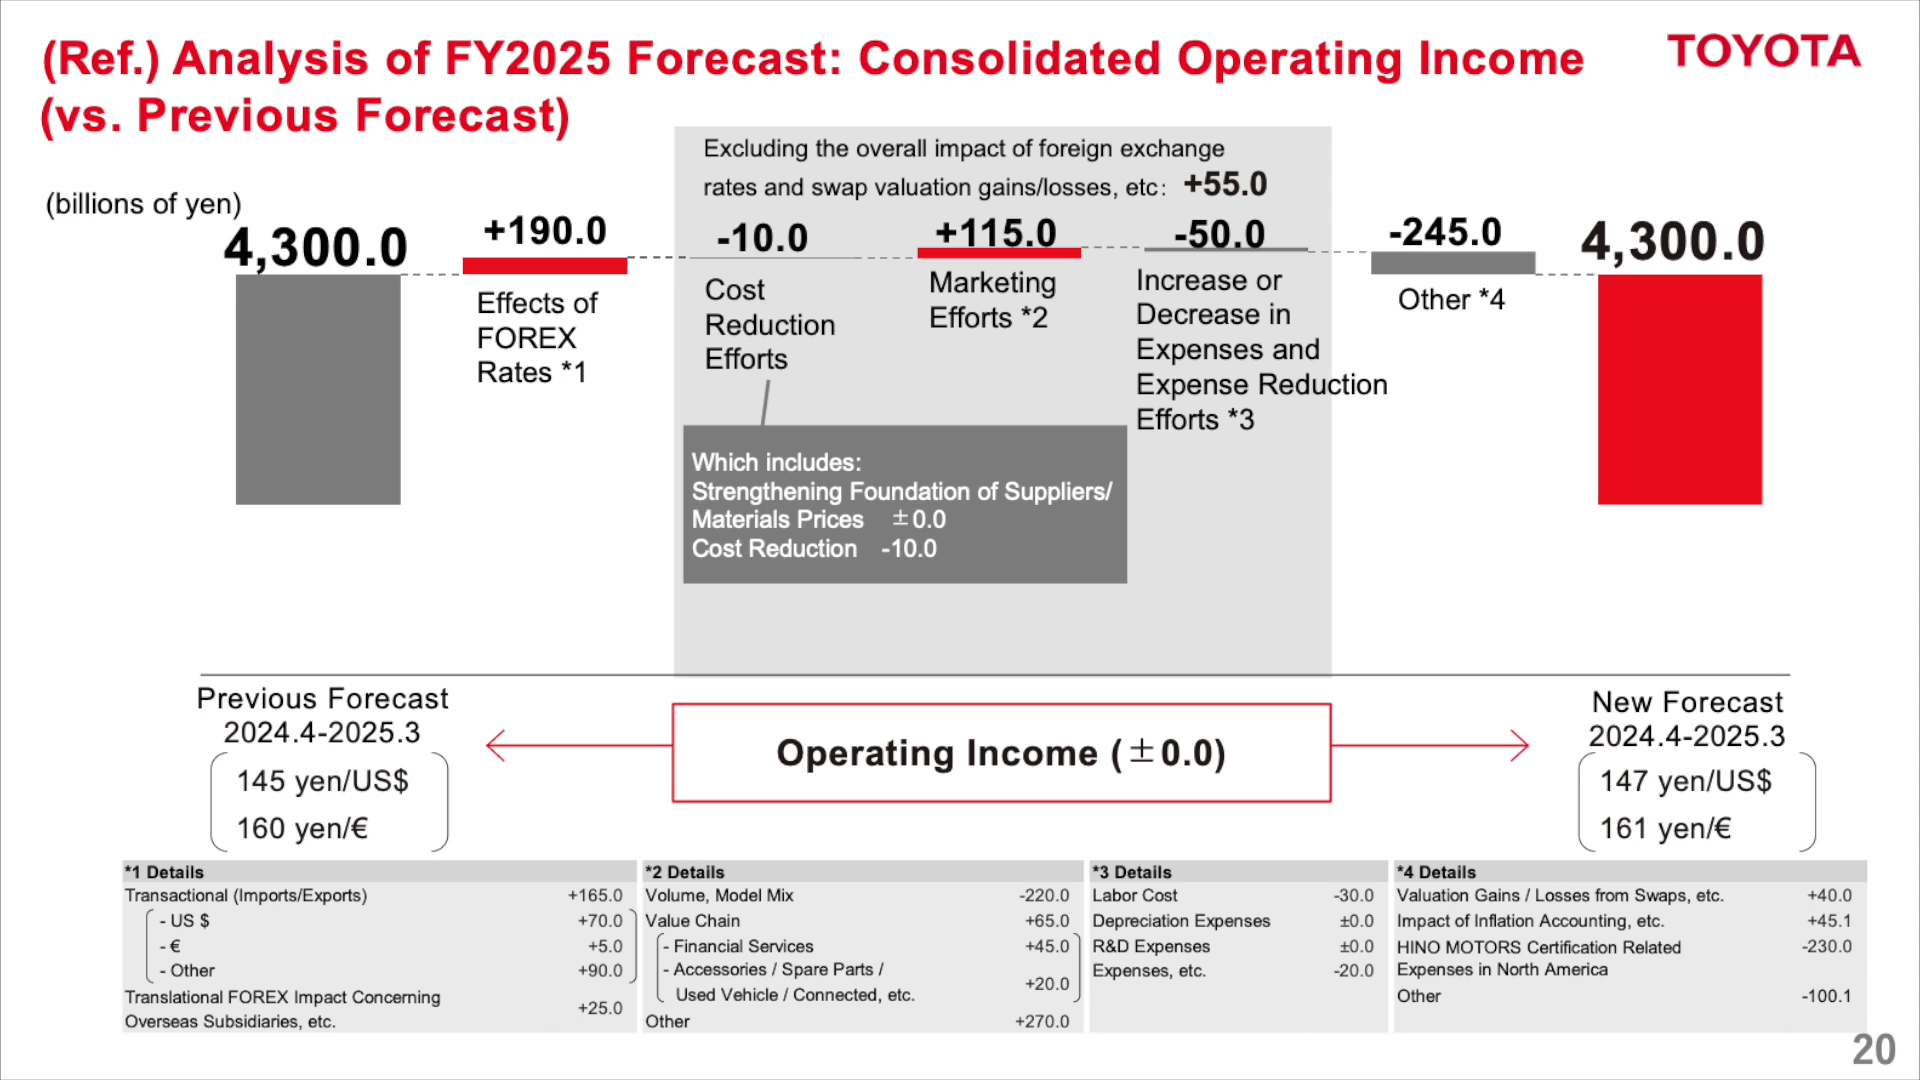 (Ref.) Analysis of FY2025 Forecast: Consolidated Operating Income
(vs. Previous Forecast)
TOYOTA
(billions of yen)
Excluding the overall impact of foreign exchange
rates and swap valuation gains/losses, etc: +55.0
4,300.0
+190.0
-10.0
+115.0
-50.0
-245.0
4,300.0
Effects of
FOREX
Rates *1
Cost
Reduction
Efforts
Marketing
Efforts *2
Increase or
Decrease in
Expenses and
Expense Reduction
Efforts *3
Other *4
Which includes:
Strengthening Foundation of Suppliers/
Materials Prices ±0.0
Cost Reduction -10.0
Previous Forecast
2024.4-2025.3
145 yen/US$
160 yen/€
Operating Income (±0.0)
New Forecast
2024.4-2025.3
147 yen/US$
161 yen/€
*1 Details
Transactional (Imports/Exports) +165.0
- US $ +70.0
- € +5.0
- Other +90.0
Translational FOREX Impact Concerning
Overseas Subsidiaries, etc. +25.0
*2 Details
Volume, Model Mix -220.0
Value Chain +65.0
- Financial Services +45.0
- Accessories / Spare Parts /
Used Vehicle / Connected, etc. +20.0
Other +270.0
*3 Details
Labor Cost -30.0
Depreciation Expenses ±0.0
R&D Expenses ±0.0
Expenses, etc. -20.0
*4 Details
Valuation Gains / Losses from Swaps, etc. +40.0
Impact of Inflation Accounting, etc. +45.1
HINO MOTORS Certification Related -230.0
Expenses in North America
Other -100.1
20